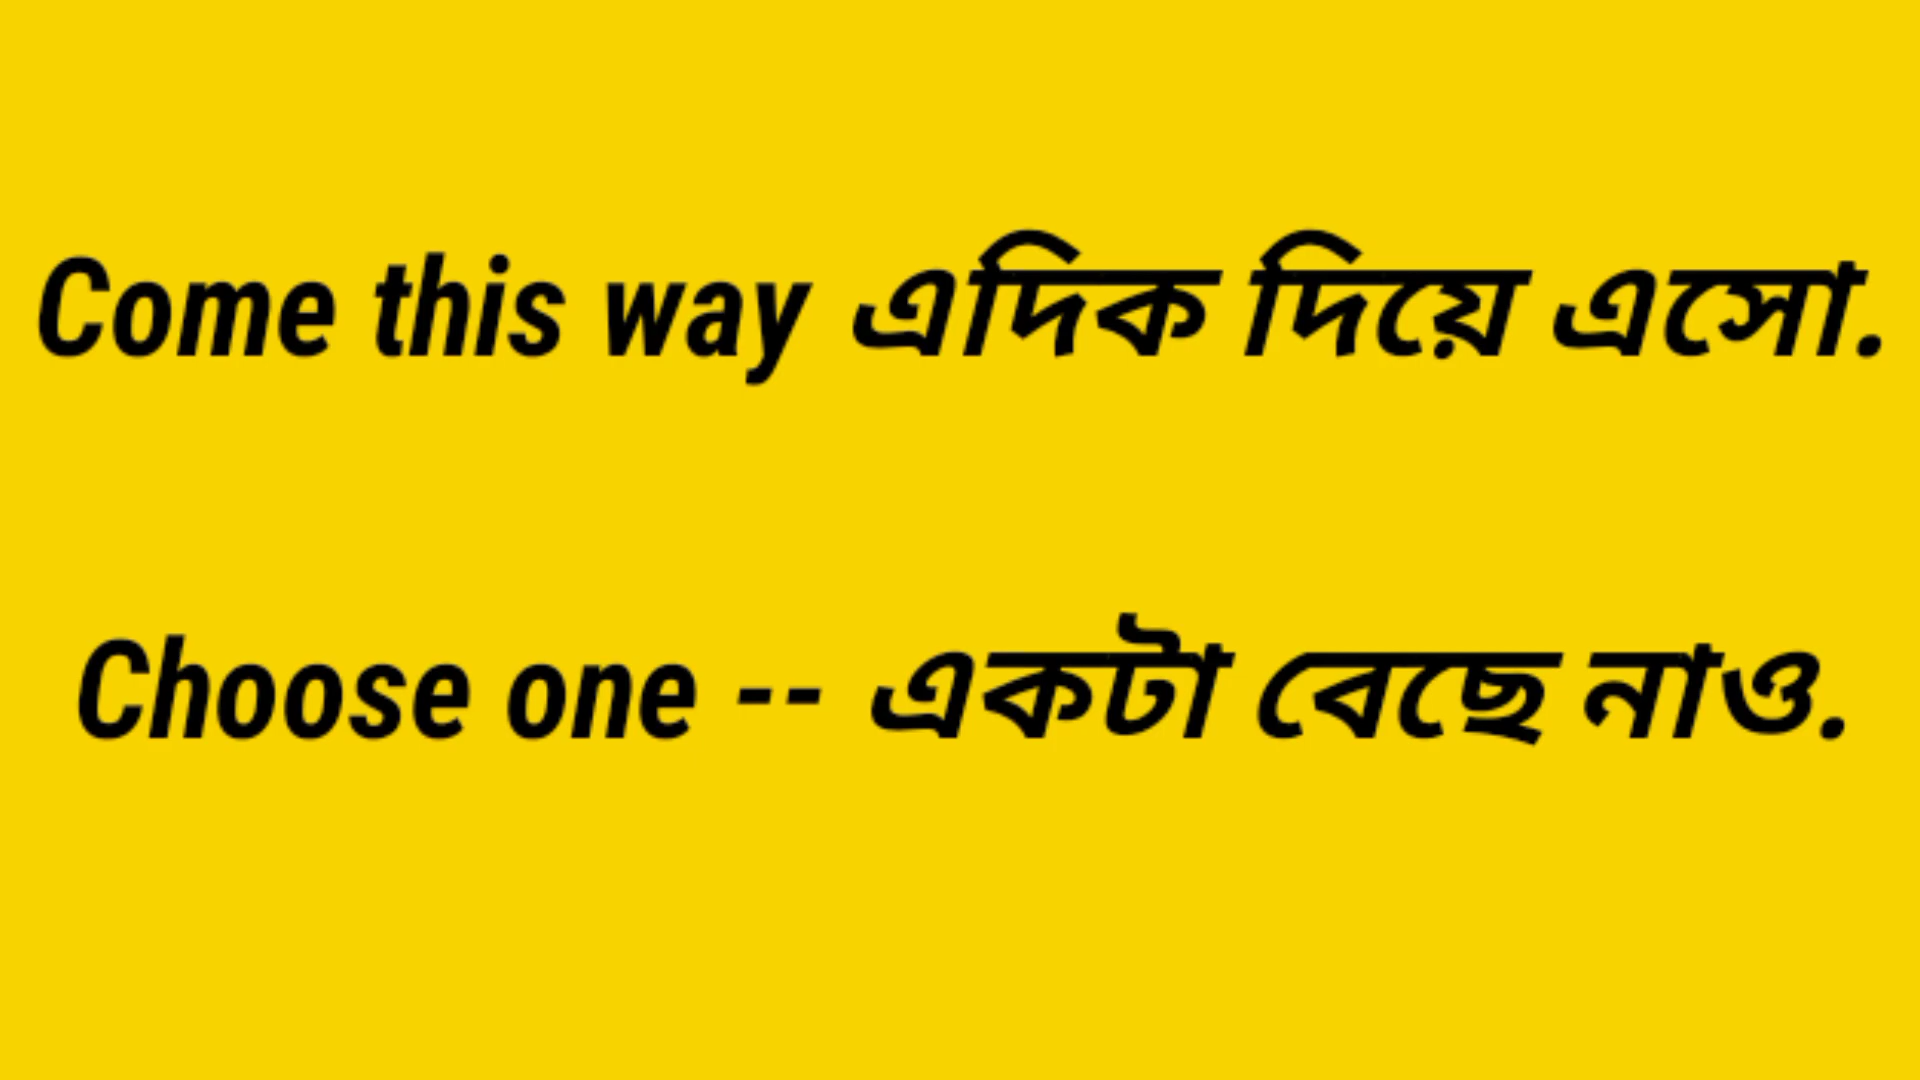 Come this way এদিক দিয়ে এসো.
Choose one -- একটা বেছে নাও.